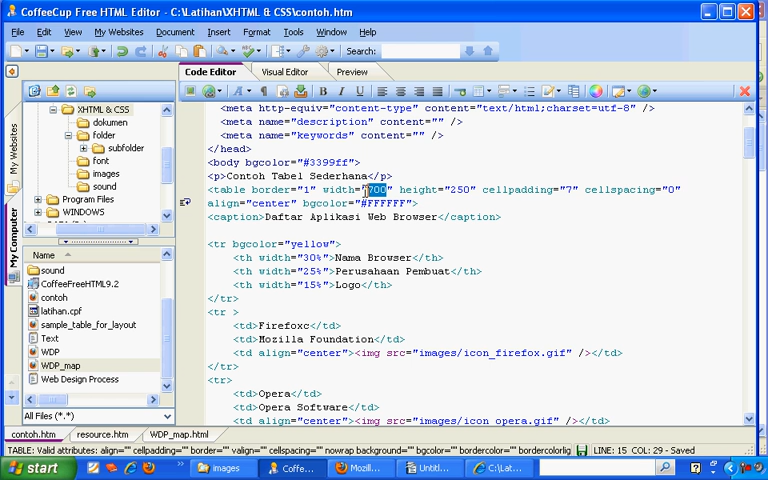 CoffeeCup Free HTML Editor - C:\Latihan\XHTML & CSS\contoh.htm
File Edit View My Websites Document Insert Format Tools Window Help
Search:
Code Editor Visual Editor Preview
My Websites
My Computer
XHTML & CSS
dokumen
folder
subfolder
font
images
sound
Program Files
WINDOWS
Name
sound
CoffeeFreeHTML9.2
contoh
latihan.cpf
sample_table_for_layout
Text
WDP
WDP_map
Web Design Process
All Files (*.*)
<meta http-equiv="content-type" content="text/html;charset=utf-8" />
<meta name="description" content="" />
<meta name="keywords" content="" />
</head>
<body bgcolor="#3399ff">
<p>Contoh Tabel Sederhana</p>
<table border="1" width="700" height="250" cellpadding="7" cellspacing="0"
align="center" bgcolor="#FFFFFF">
<caption>Daftar Aplikasi Web Browser</caption>
<tr bgcolor="yellow">
<th width="30%">Nama Browser</th>
<th width="25%">Perusahaan Pembuat</th>
<th width="15%">Logo</th>
</tr>
<tr >
<td>Firefoxc</td>
<td>Mozilla Foundation</td>
<td align="center"><img src="images/icon_firefox.gif" /></td>
</tr>
<tr>
<td>Opera</td>
<td>Opera Software</td>
<td align="center"><img src="images/icon_opera.gif" /></td>
contoh.htm resource.htm WDP_map.html
TABLE: Valid attributes: align="" cellpadding="" border="" valign="" cellspacing="" nowrap background="" bgcolor="" bordercolor="" bordercolorlig
LINE: 15 COL: 29 - Saved
start
images
Coffe...
Mozil...
Untitl...
C:\Lat...